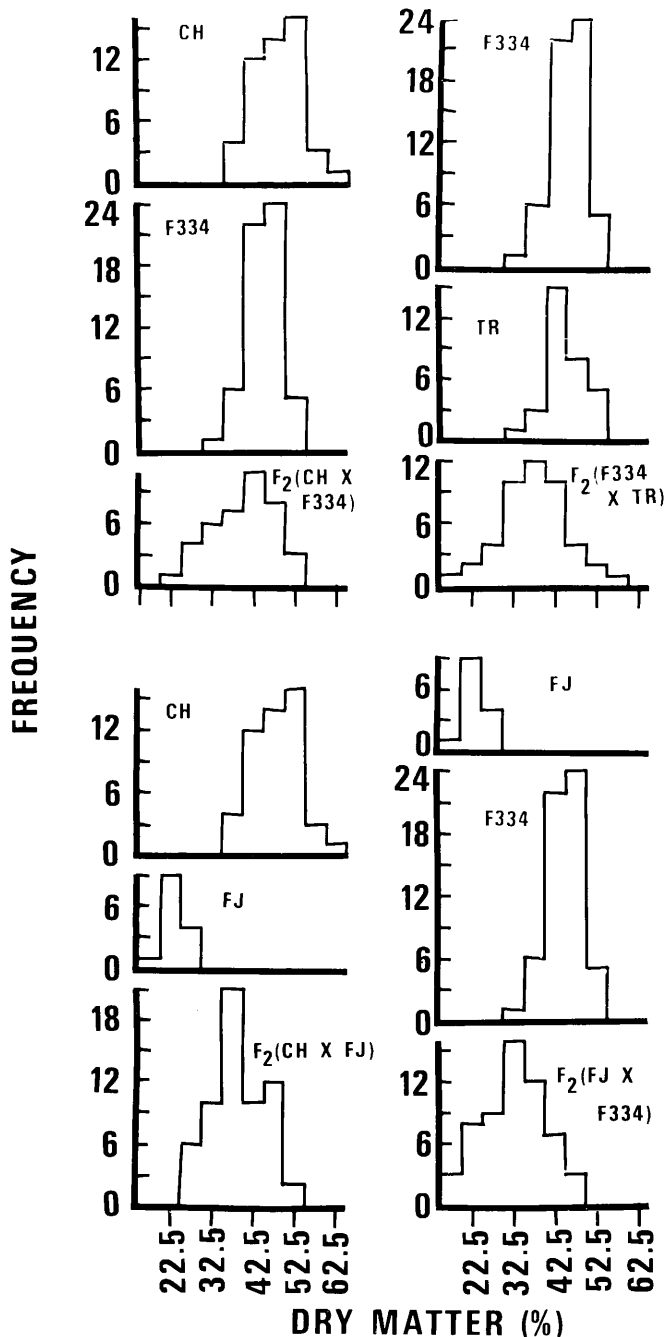 FREQUENCY
CH
12
6
0
F334
24
18
12
6
0
F2(CH X
F334)
6
0
F334
24
18
12
6
0
TR
12
6
0
F2(F334
X TR)
12
6
0
CH
12
6
0
FJ
6
0
F2(CH X FJ)
18
12
6
0
22.5 32.5 42.5 52.5 62.5
FJ
6
0
F334
24
18
12
6
0
F2(FJ X
F334)
12
6
0
22.5 32.5 42.5 52.5 62.5
DRY MATTER (%)